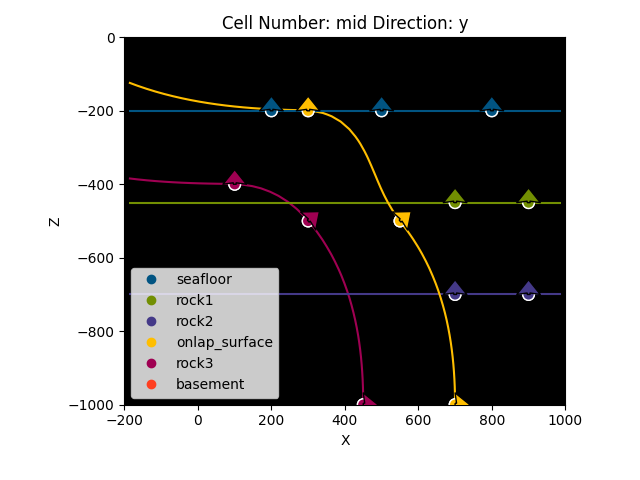 Cell Number: mid Direction: y
0
−200
−400
−600
−800
−1000
Z
seafloor
rock1
rock2
onlap_surface
rock3
basement
−200 0 200 400 600 800 1000
X